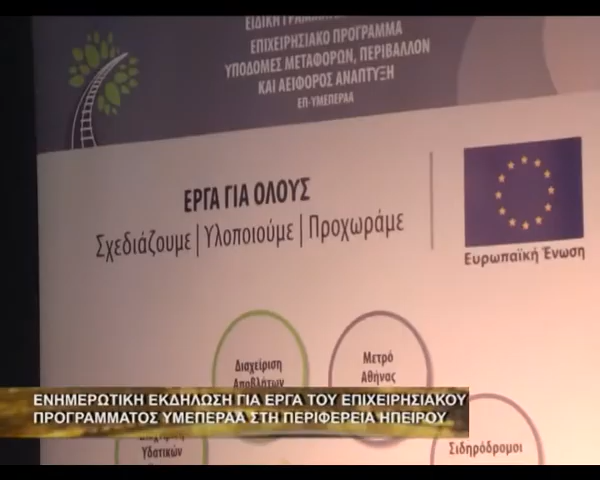 ΕΠΙΧΕΙΡΗΣΙΑΚΟ ΠΡΟΓΡΑΜΜΑ
ΥΠΟΔΟΜΕΣ ΜΕΤΑΦΟΡΩΝ, ΠΕΡΙΒΑΛΛΟΝ
ΚΑΙ ΑΕΙΦΟΡΟΣ ΑΝΑΠΤΥΞΗ
ΕΠ-ΥΜΕΠΕΡΑΑ
ΕΡΓΑ ΓΙΑ ΟΛΟΥΣ
Σχεδιάζουμε | Υλοποιούμε | Προχωράμε
Ευρωπαϊκή Ένωση
Διαχείριση
Αποβλήτων
Μετρό
Αθήνας
ΕΝΗΜΕΡΩΤΙΚΗ ΕΚΔΗΛΩΣΗ ΓΙΑ ΕΡΓΑ ΤΟΥ ΕΠΙΧΕΙΡΗΣΙΑΚΟΥ
ΠΡΟΓΡΑΜΜΑΤΟΣ ΥΜΕΠΕΡΑΑ ΣΤΗ ΠΕΡΙΦΕΡΕΙΑ ΗΠΕΙΡΟΥ
Υδατικών
Σιδηρόδρομοι